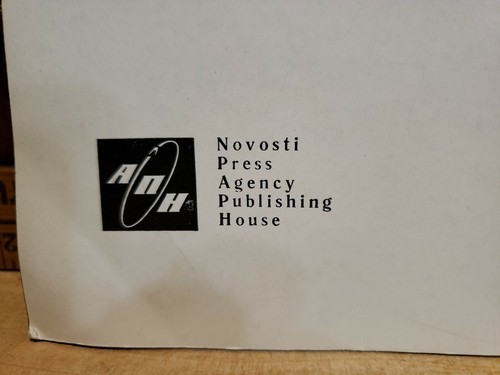 АПН
Novosti
Press
Agency
Publishing
House